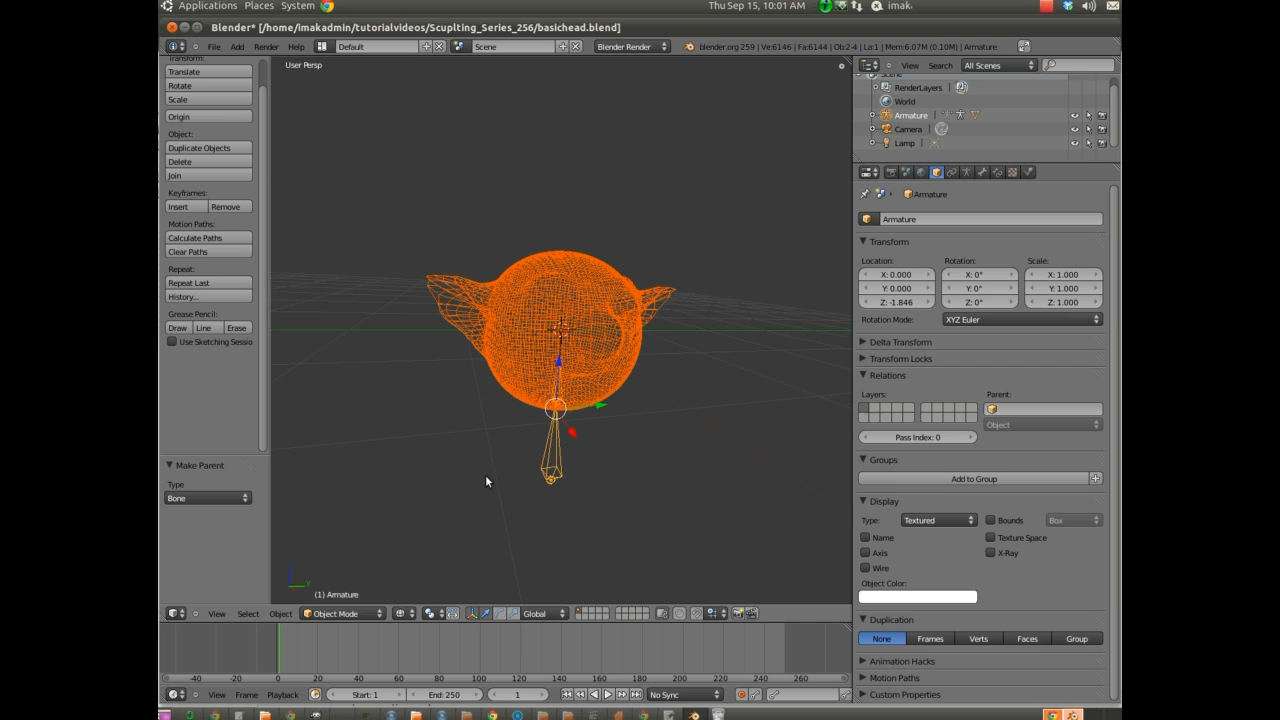 Applications Places System
Thu Sep 15, 10:01 AM
imak
Blender* [/home/imakadmin/tutorialvideos/Scuplting_Series_256/basichead.blend]
File Add Render Help
Default
Scene
Blender Render
blender.org 259 | Ve:6146 | Fa:6144 | Ob:2-4 | La:1 | Mem:6.07M (0.10M) | Armature
Transform:
Translate
Rotate
Scale
Origin
Object:
Duplicate Objects
Delete
Join
Keyframes:
Insert Remove
Motion Paths:
Calculate Paths
Clear Paths
Repeat:
Repeat Last
History...
Grease Pencil:
Draw Line Erase
Use Sketching Sessio
Make Parent
Type
Bone
User Persp
(1) Armature
View Select Object
Object Mode
Global
-40 -20 0 20 40 60 80 100 120 140 160 180 200 220 240 260
View Frame Playback
Start: 1
End: 250
1
No Sync
View Search
All Scenes
Scene
RenderLayers
World
Armature
Camera
Lamp
Armature
Armature
Transform
Location: Rotation: Scale:
X: 0.000 X: 0° X: 1.000
Y: 0.000 Y: 0° Y: 1.000
Z: -1.846 Z: 0° Z: 1.000
Rotation Mode: XYZ Euler
Delta Transform
Transform Locks
Relations
Layers: Parent:
Object
Pass Index: 0
Groups
Add to Group
Display
Type: Textured Bounds Box
Name Texture Space
Axis X-Ray
Wire
Object Color:
Duplication
None Frames Verts Faces Group
Animation Hacks
Motion Paths
Custom Properties